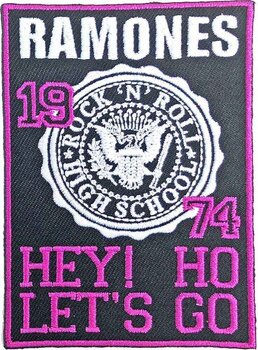 RAMONES
19
ROCK 'N' ROLL
HIGH SCHOOL
74
HEY! HO
LET'S GO